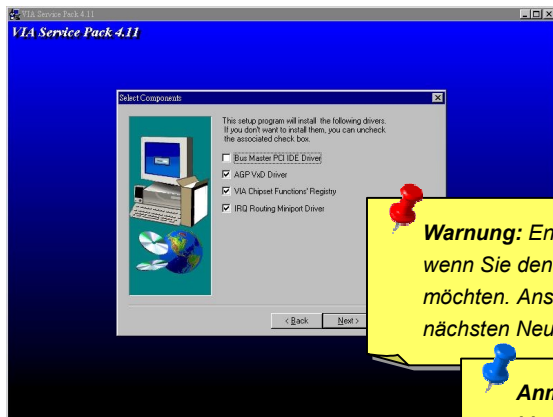 VIA Service Pack 4.11
VIA Service Pack 4.11
Select Components
This setup program will install the following drivers.
If you don't want to install them, you can uncheck
the associated check box.
Bus Master PCI IDE Driver
AGP VxD Driver
VIA Chipset Functions' Registry
IRQ Routing Miniport Driver
< Back Next >
Warnung: En
wenn Sie den
möchten. Ans
nächsten Neu